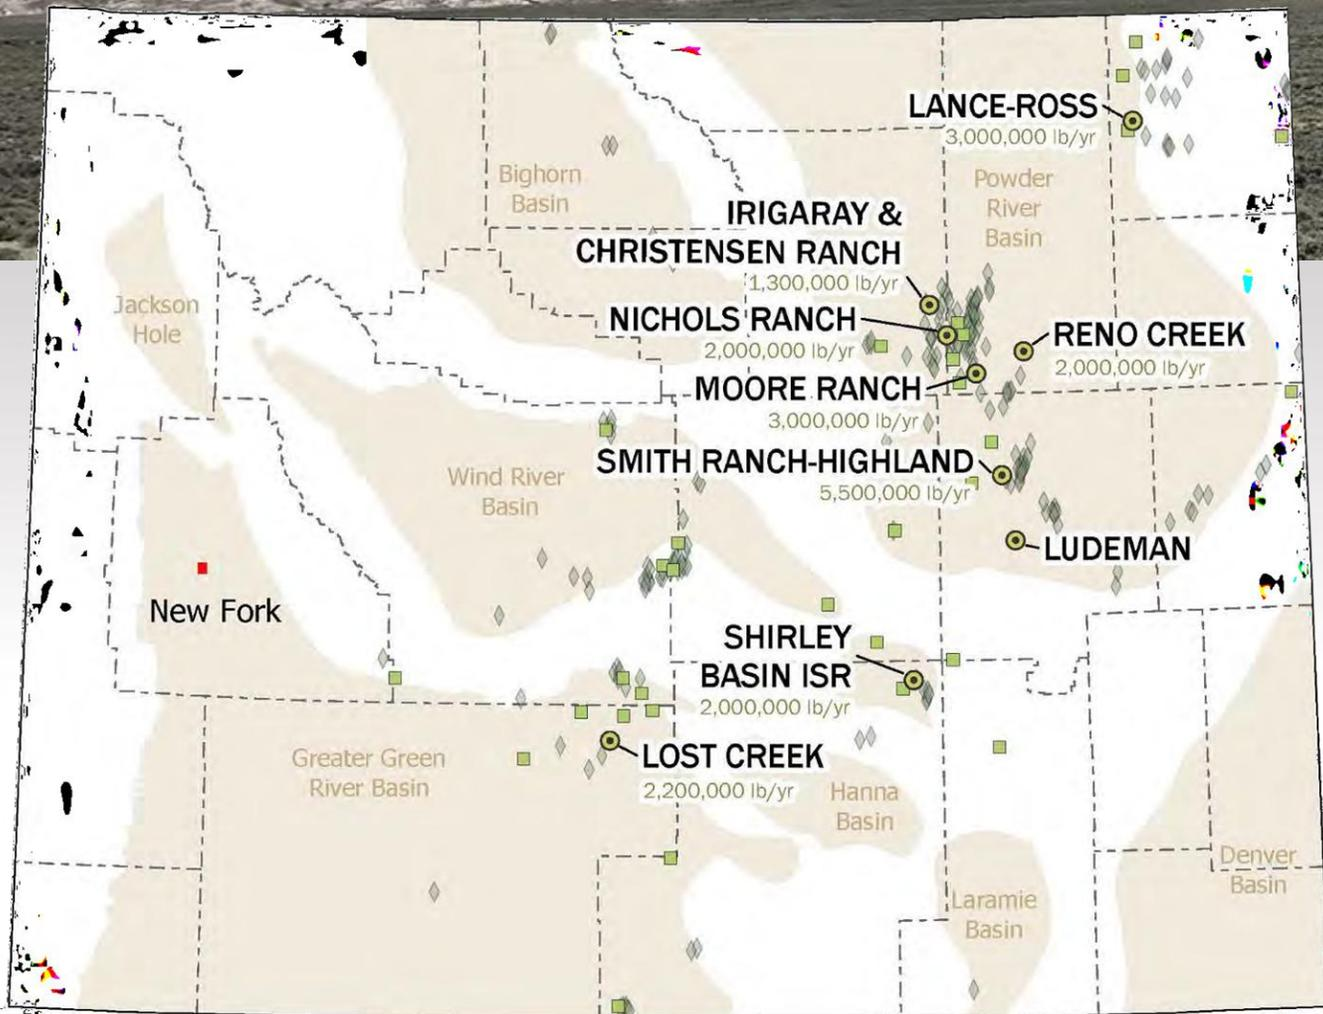 LANCE-ROSS
3,000,000 lb/yr
Bighorn
Basin
Powder
River
Basin
IRIGARAY &
CHRISTENSEN RANCH
1,300,000 lb/yr
Jackson
Hole
NICHOLS RANCH
2,000,000 lb/yr
RENO CREEK
2,000,000 lb/yr
MOORE RANCH
3,000,000 lb/yr
Wind River
Basin
SMITH RANCH-HIGHLAND
5,500,000 lb/yr
LUDEMAN
New Fork
SHIRLEY
BASIN ISR
2,000,000 lb/yr
Greater Green
River Basin
LOST CREEK
2,200,000 lb/yr
Hanna
Basin
Denver
Basin
Laramie
Basin